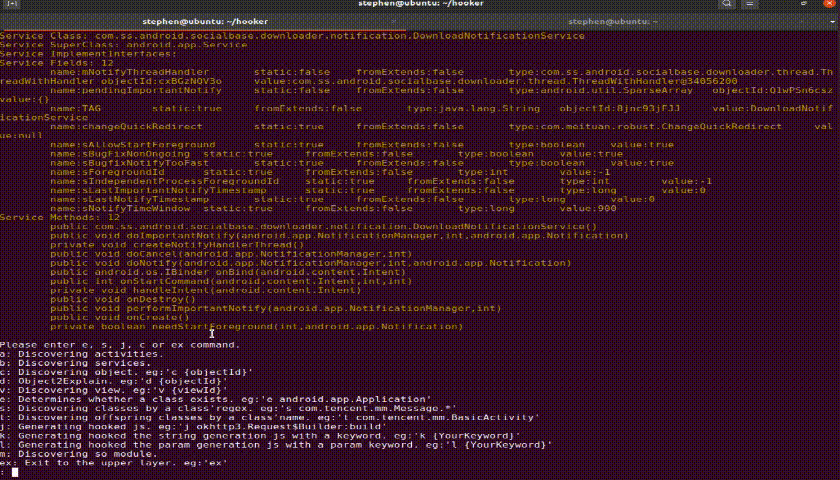 stephen@ubuntu: ~/hooker
stephen@ubuntu: ~/hooker
stephen@ubuntu: ~
Service Class: com.ss.android.socialbase.downloader.notification.DownloadNotificationService
Service SuperClass: android.app.Service
Service ImplementInterfaces:
Service Fields: 12
name:mNotifyThreadHandler static:false fromExtends:false type:com.ss.android.socialbase.downloader.thread.Th
readWithHandler objectId:cxBGzNQV3o value:com.ss.android.socialbase.downloader.thread.ThreadWithHandler@34056200
name:pendingImportantNotify static:false fromExtends:false type:android.util.SparseArray objectId:Q1wPSn6csz
value:{}
name:TAG static:true fromExtends:false type:java.lang.String objectId:8jnc93jFJJ value:DownloadNotif
icationService
name:changeQuickRedirect static:true fromExtends:false type:com.meituan.robust.ChangeQuickRedirect val
ue:null
name:sAllowStartForeground static:true fromExtends:false type:boolean value:true
name:sBugFixNonOngoing static:true fromExtends:false type:boolean value:true
name:sBugfixNotifyTooFast static:true fromExtends:false type:boolean value:true
name:sForegroundId static:true fromExtends:false type:int value:-1
name:sIndependentProcessForegroundId static:true fromExtends:false type:int value:-1
name:sLastImportantNotifyTimestamp static:true fromExtends:false type:long value:0
name:sLastNotifyTimestamp static:true fromExtends:false type:long value:0
name:sNotifyTimeWindow static:true fromExtends:false type:long value:900
Service Methods: 12
public com.ss.android.socialbase.downloader.notification.DownloadNotificationService()
public void doImportantNotify(android.app.NotificationManager,int,android.app.Notification)
private void createNotifyHandlerThread()
public void doCancel(android.app.NotificationManager,int)
public void doNotify(android.app.NotificationManager,int,android.app.Notification)
public android.os.IBinder onBind(android.content.Intent)
public int onStartCommand(android.content.Intent,int,int)
private void handleIntent(android.content.Intent)
public void onDestroy()
public void performImportantNotify(android.app.NotificationManager,int)
public void onCreate()
private boolean needStartForeground(int,android.app.Notification)
Please enter e, s, j, c or ex command.
a: Discovering activities.
b: Discovering services.
c: Discovering object. eg:'c {objectId}'
d: Object2Explain. eg:'d {objectId}'
v: Discovering view. eg:'v {viewId}'
e: Determines whether a class exists. eg:'e android.app.Application'
s: Discovering classes by a class'regex. eg:'s com.tencent.mm.Message.*'
t: Discovering offspring classes by a class'name. eg:'t com.tencent.mm.BasicActivity'
j: Generating hooked js. eg:'j okhttp3.Request$Builder:build'
k: Generating hooked the string generation js with a keyword. eg:'k {YourKeyword}'
l: Generating hooked the param generation js with a param keyword. eg:'l {YourKeyword}'
m: Discovering so module.
ex: Exit to the upper layer. eg:'ex'
: